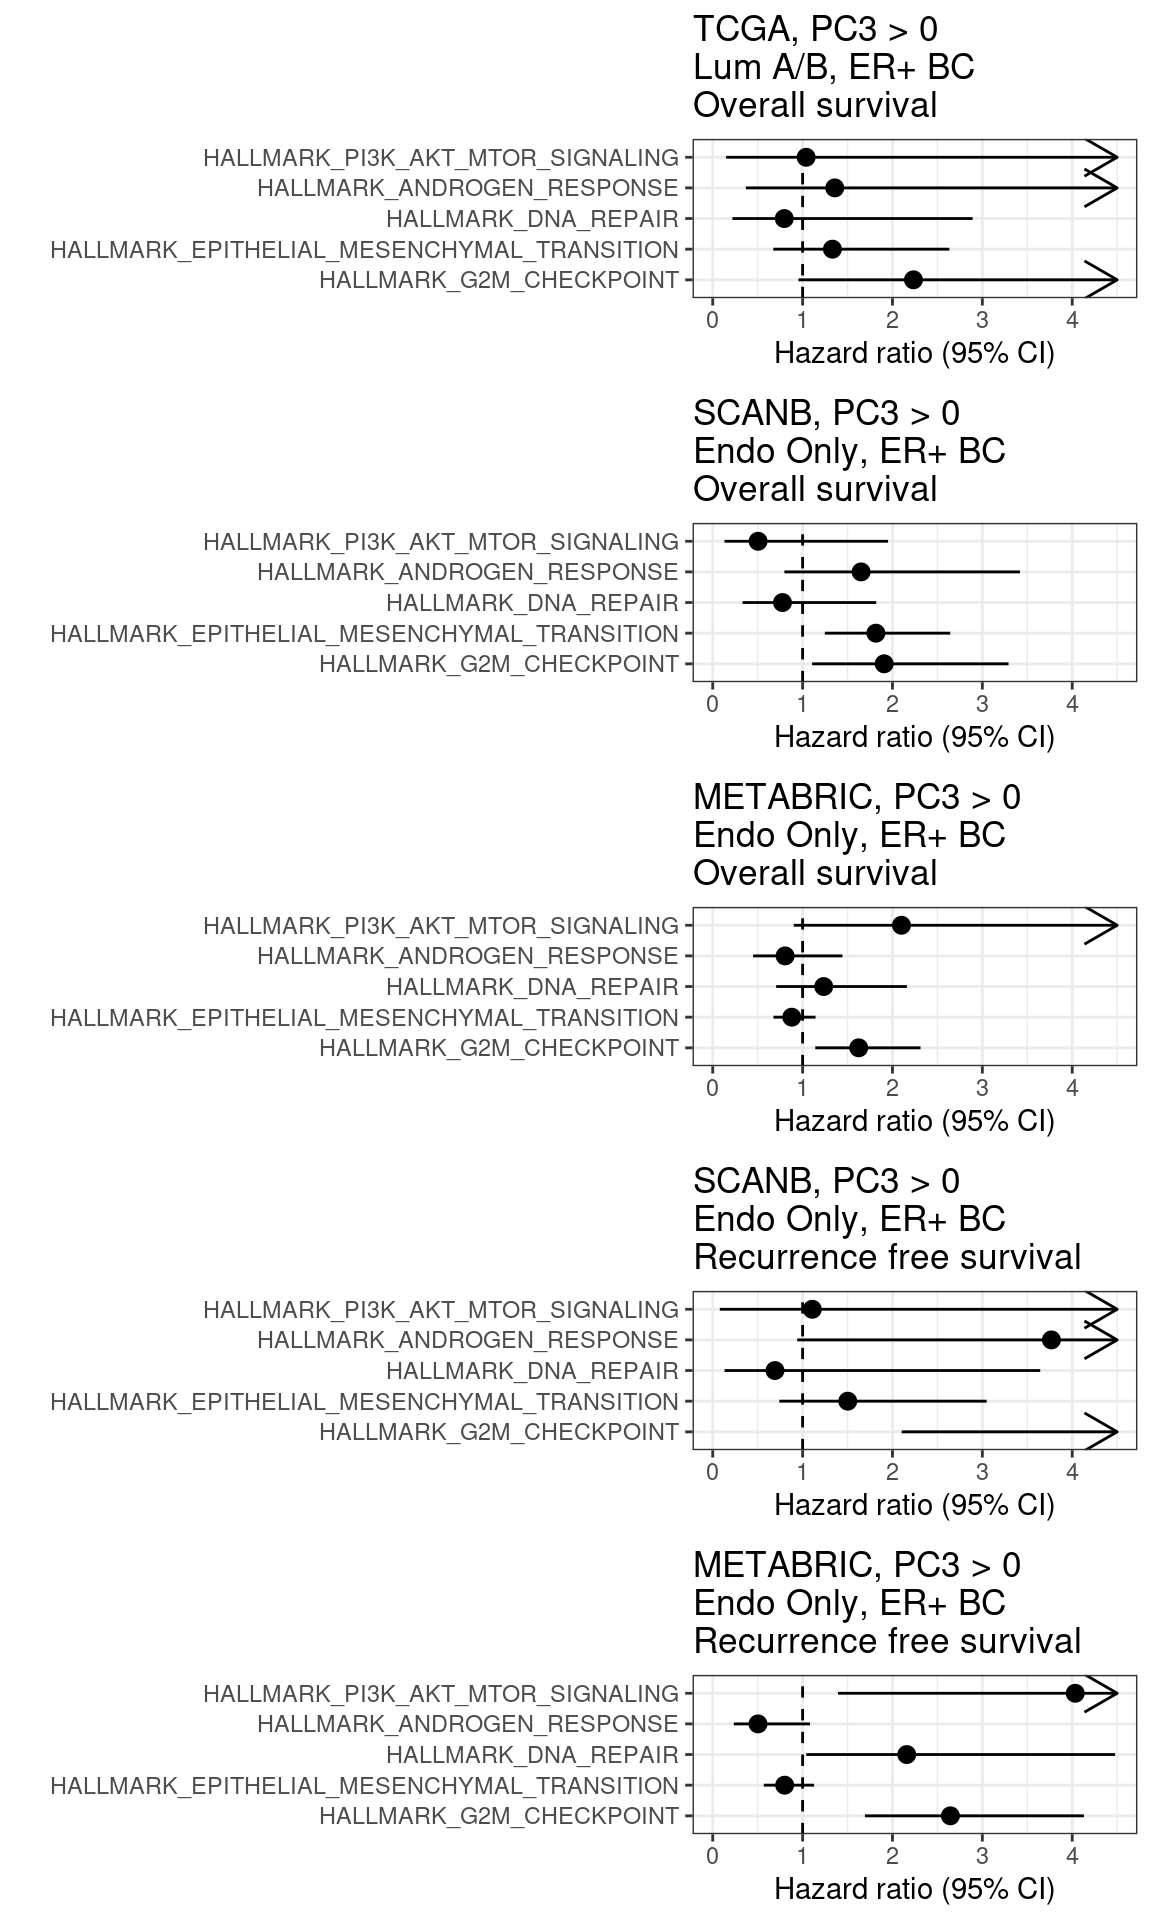 TCGA, PC3 > 0
Lum A/B, ER+ BC
Overall survival
HALLMARK_PI3K_AKT_MTOR_SIGNALING
HALLMARK_ANDROGEN_RESPONSE
HALLMARK_DNA_REPAIR
HALLMARK_EPITHELIAL_MESENCHYMAL_TRANSITION
HALLMARK_G2M_CHECKPOINT
0 1 2 3 4
Hazard ratio (95% CI)
SCANB, PC3 > 0
Endo Only, ER+ BC
Overall survival
HALLMARK_PI3K_AKT_MTOR_SIGNALING
HALLMARK_ANDROGEN_RESPONSE
HALLMARK_DNA_REPAIR
HALLMARK_EPITHELIAL_MESENCHYMAL_TRANSITION
HALLMARK_G2M_CHECKPOINT
0 1 2 3 4
Hazard ratio (95% CI)
METABRIC, PC3 > 0
Endo Only, ER+ BC
Overall survival
HALLMARK_PI3K_AKT_MTOR_SIGNALING
HALLMARK_ANDROGEN_RESPONSE
HALLMARK_DNA_REPAIR
HALLMARK_EPITHELIAL_MESENCHYMAL_TRANSITION
HALLMARK_G2M_CHECKPOINT
0 1 2 3 4
Hazard ratio (95% CI)
SCANB, PC3 > 0
Endo Only, ER+ BC
Recurrence free survival
HALLMARK_PI3K_AKT_MTOR_SIGNALING
HALLMARK_ANDROGEN_RESPONSE
HALLMARK_DNA_REPAIR
HALLMARK_EPITHELIAL_MESENCHYMAL_TRANSITION
HALLMARK_G2M_CHECKPOINT
0 1 2 3 4
Hazard ratio (95% CI)
METABRIC, PC3 > 0
Endo Only, ER+ BC
Recurrence free survival
HALLMARK_PI3K_AKT_MTOR_SIGNALING
HALLMARK_ANDROGEN_RESPONSE
HALLMARK_DNA_REPAIR
HALLMARK_EPITHELIAL_MESENCHYMAL_TRANSITION
HALLMARK_G2M_CHECKPOINT
0 1 2 3 4
Hazard ratio (95% CI)